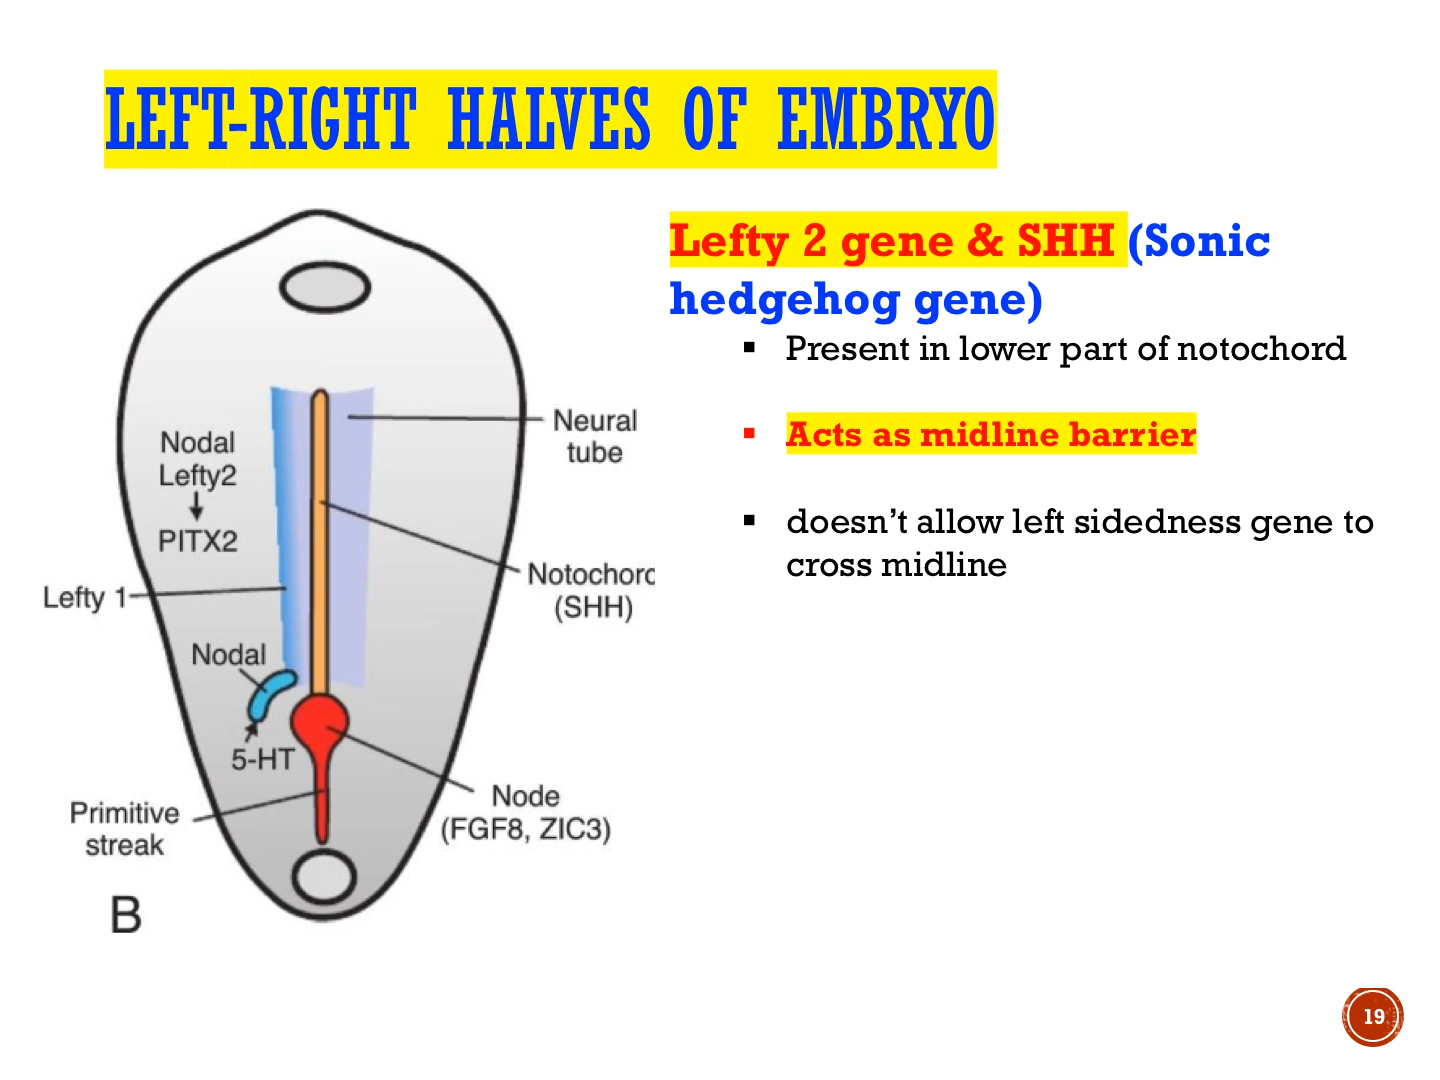 LEFT-RIGHT HALVES OF EMBRYO
Lefty 2 gene & SHH (Sonic
hedgehog gene)
▪ Present in lower part of notochord
▪ Acts as midline barrier
▪ doesn’t allow left sidedness gene to
cross midline
Neural
tube
Nodal
Lefty2
PITX2
Notochord
(SHH)
Lefty 1
Nodal
5-HT
Node
(FGF8, ZIC3)
Primitive
streak
B
19